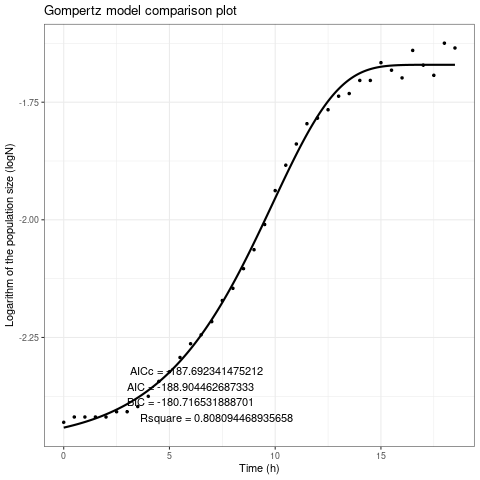 Gompertz model comparison plot
Logarithm of the population size (logN)
-1.75
-2.00
-2.25
AICc = -187.692341475212
AIC = -188.904462687333
BIC = -180.716531888701
Rsquare = 0.808094468935658
0 5 10 15
Time (h)